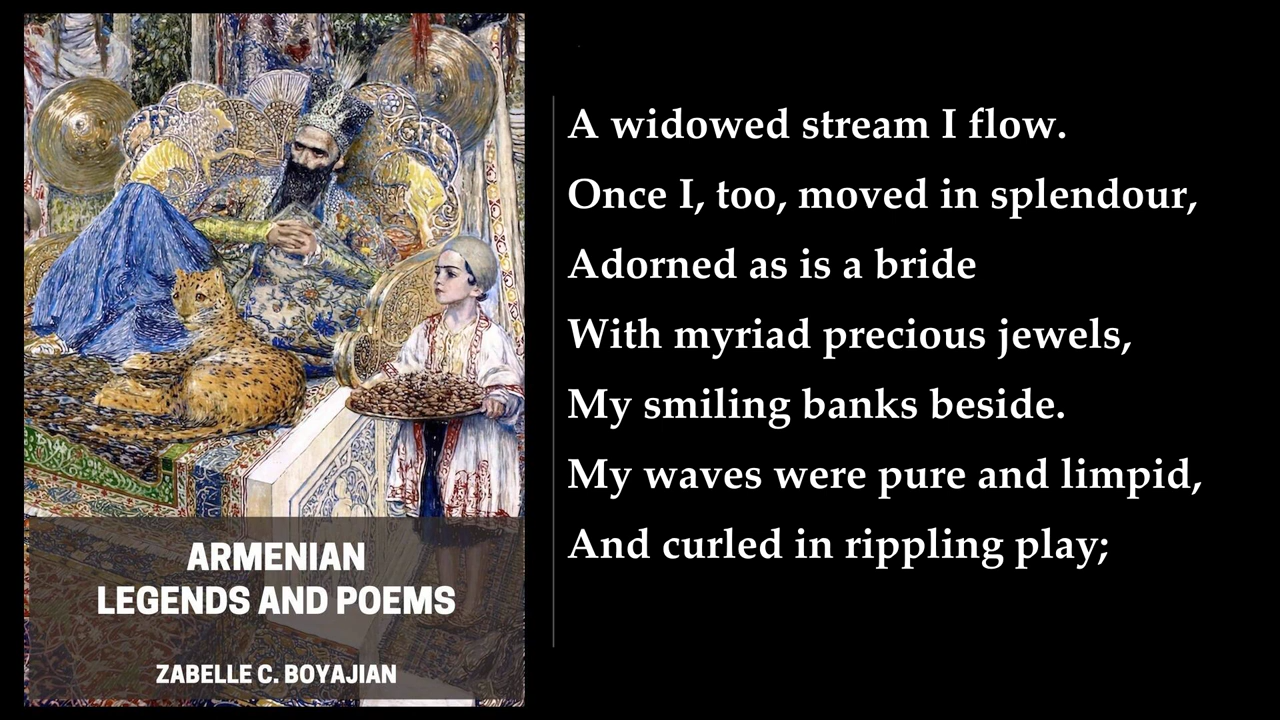 ARMENIAN
LEGENDS AND POEMS
ZABELLE C. BOYAJIAN
A widowed stream I flow.
Once I, too, moved in splendour,
Adorned as is a bride
With myriad precious jewels,
My smiling banks beside.
My waves were pure and limpid,
And curled in rippling play;